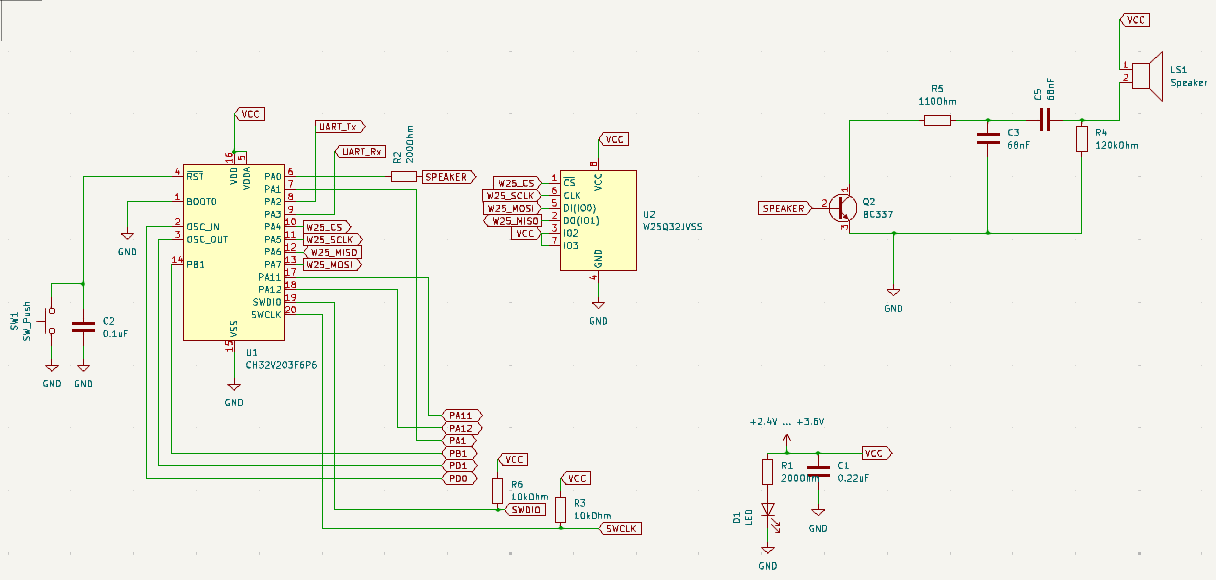 VCC
1
2
LS1
Speaker
R5
110Ohm
C5
68nF
C3
68nF
R4
120kOhm
SPEAKER
2
1
3
Q2
BC337
GND
VCC
UART_Tx
UART_Rx
R2
200Ohm
SPEAKER
16
5
VDD
VDDA
4
RST
1
BOOT0
2
OSC_IN
3
OSC_OUT
14
PB1
PA0
6
PA1
7
PA2
8
PA3
9
PA4
10
W25_CS
PA5
11
W25_SCLK
PA6
12
W25_MISO
PA7
13
W25_MOSI
PA11
17
PA12
18
SWDIO
19
SWCLK
20
VSS
15
U1
CH32V203F6P6
GND
GND
SW1
SW_Push
C2
0.1uF
GND
GND
VCC
8
VCC
W25_CS
1
CS
W25_SCLK
6
CLK
W25_MOSI
5
DI(IO0)
W25_MISO
2
DO(IO1)
VCC
3
IO2
7
IO3
GND
4
U2
W25Q32JVSS
GND
PA11
PA12
PA1
PB1
PD1
PD0
VCC
R6
10kOhm
SWDIO
VCC
R3
10kOhm
SWCLK
+2.4V ... +3.6V
VCC
R1
200Ohm
C1
0.22uF
GND
D1
LED
GND